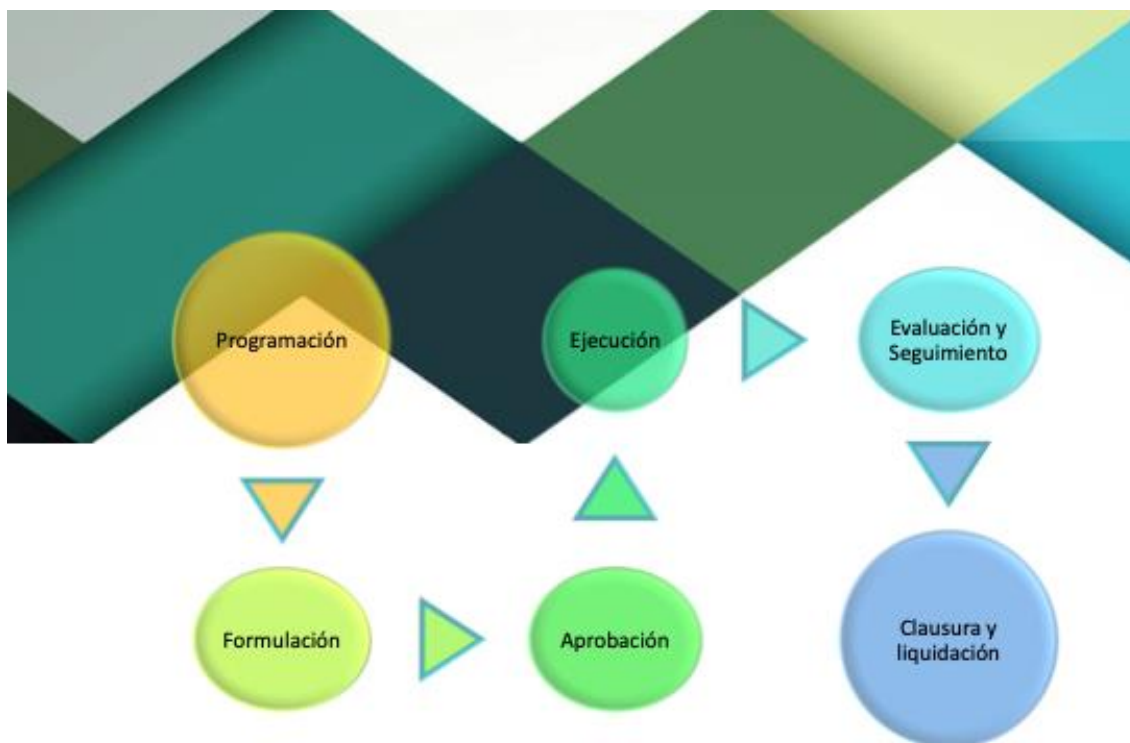 Programación
Formulación
Aprobación
Ejecución
Evaluación y
Seguimiento
Clausura y
liquidación